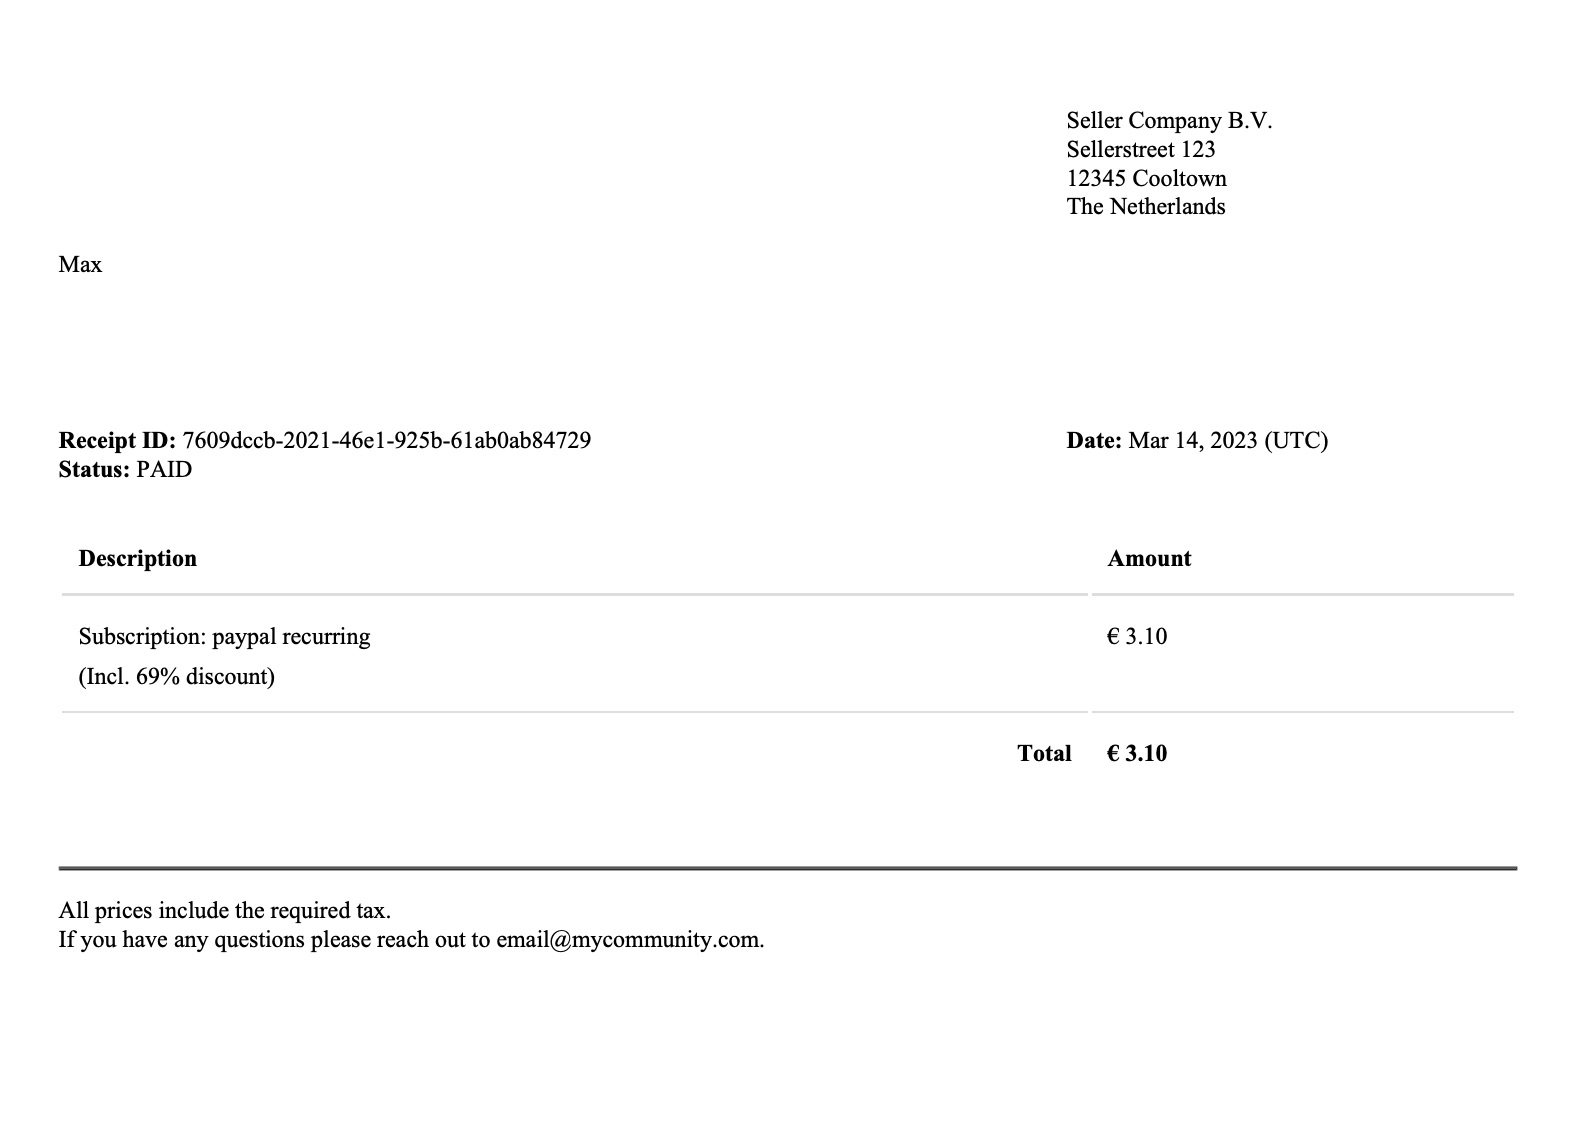 Seller Company B.V.
Sellerstreet 123
12345 Cooltown
The Netherlands
Max
Receipt ID: 7609dccb-2021-46e1-925b-61ab0ab84729
Date: Mar 14, 2023 (UTC)
Status: PAID
Description
Amount
Subscription: paypal recurring
€ 3.10
(Incl. 69% discount)
Total
€ 3.10
All prices include the required tax.
If you have any questions please reach out to email@mycommunity.com.